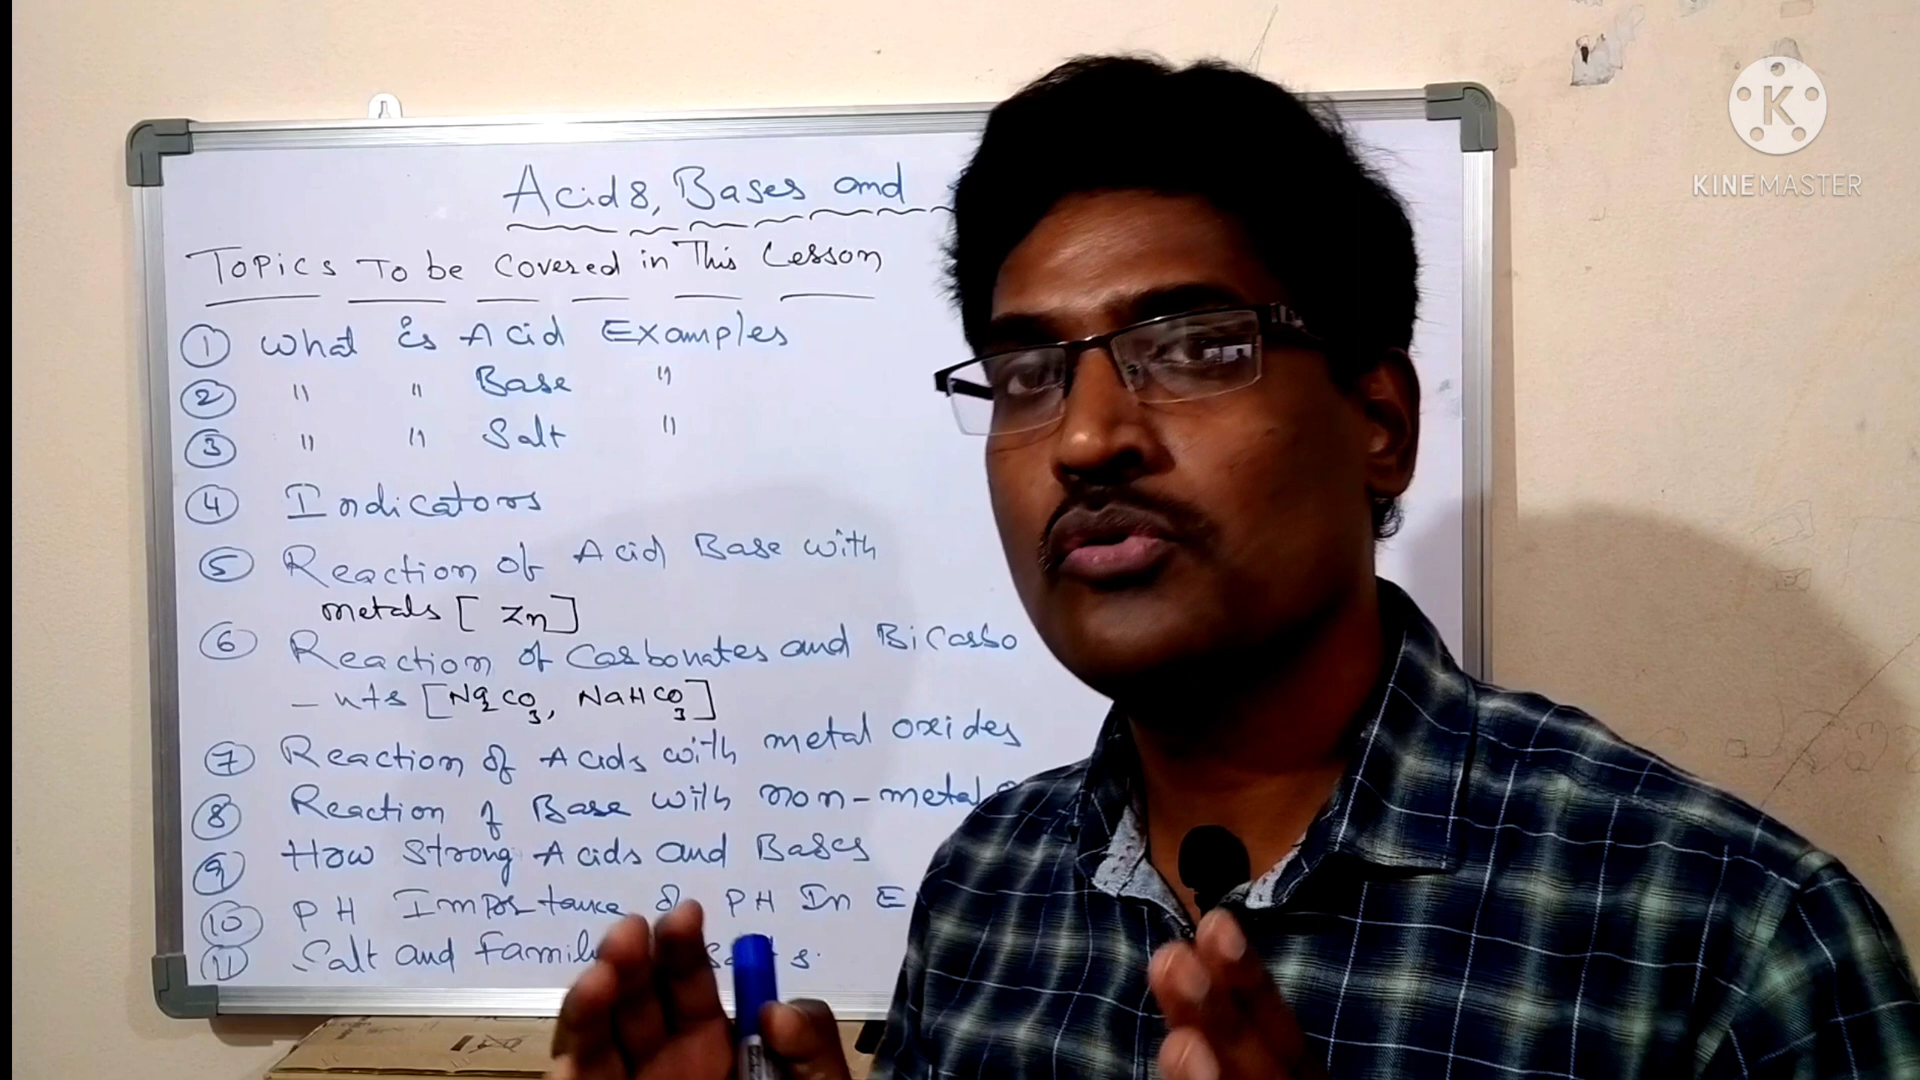 Acids, Bases and
KINEMASTER
Topics To be covered in This Lesson
1 What is Acid Examples
2 " " Base "
3 " " Salt "
4 Indicators
5 Reaction of Acid Base with
metals [Zn]
6 Reaction of Carbonates and BiCarbo
- nts [Na2CO3, NaHCO3]
7 Reaction of Acids with metal oxides
8 Reaction of Base with non-metal
9 How Strong Acids and Bases
10 PH Importance of PH In E
11 Salt and Famil s.